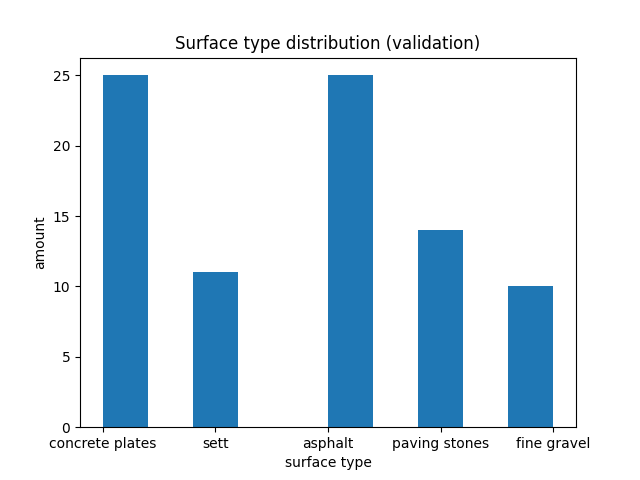 Surface type distribution (validation)
25
20
15
10
5
0
amount
concrete plates
sett
asphalt
paving stones
fine gravel
surface type